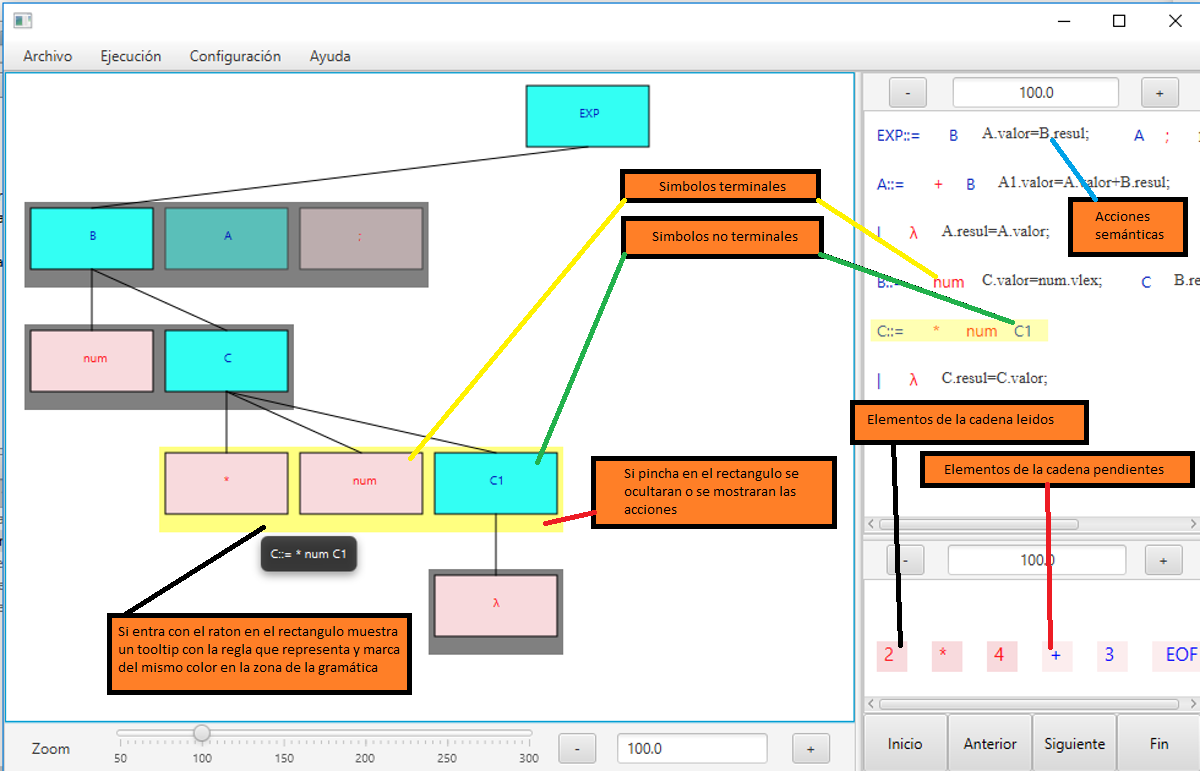 Archivo Ejecución Configuración Ayuda
EXP
B A ;
num C
* num C1
C::= * num C1
λ
Simbolos terminales
Simbolos no terminales
Si pincha en el rectangulo se
ocultaran o se mostraran las
acciones
Si entra con el raton en el rectangulo muestra
un tooltip con la regla que representa y marca
del mismo color en la zona de la gramática
Zoom 50 100 150 200 250 300 - 100.0 +
- 100.0 +
EXP::= B A.valor=B.resul; A ;
A::= + B A1.valor=A.valor+B.resul;
Acciones
semánticas
| λ A.resul=A.valor;
B::= num C.valor=num.vlex; C B.re
C::= * num C1
| λ C.resul=C.valor;
Elementos de la cadena leidos
Elementos de la cadena pendientes
- 100.0 +
2 * 4 + 3 EOF
Inicio Anterior Siguiente Fin